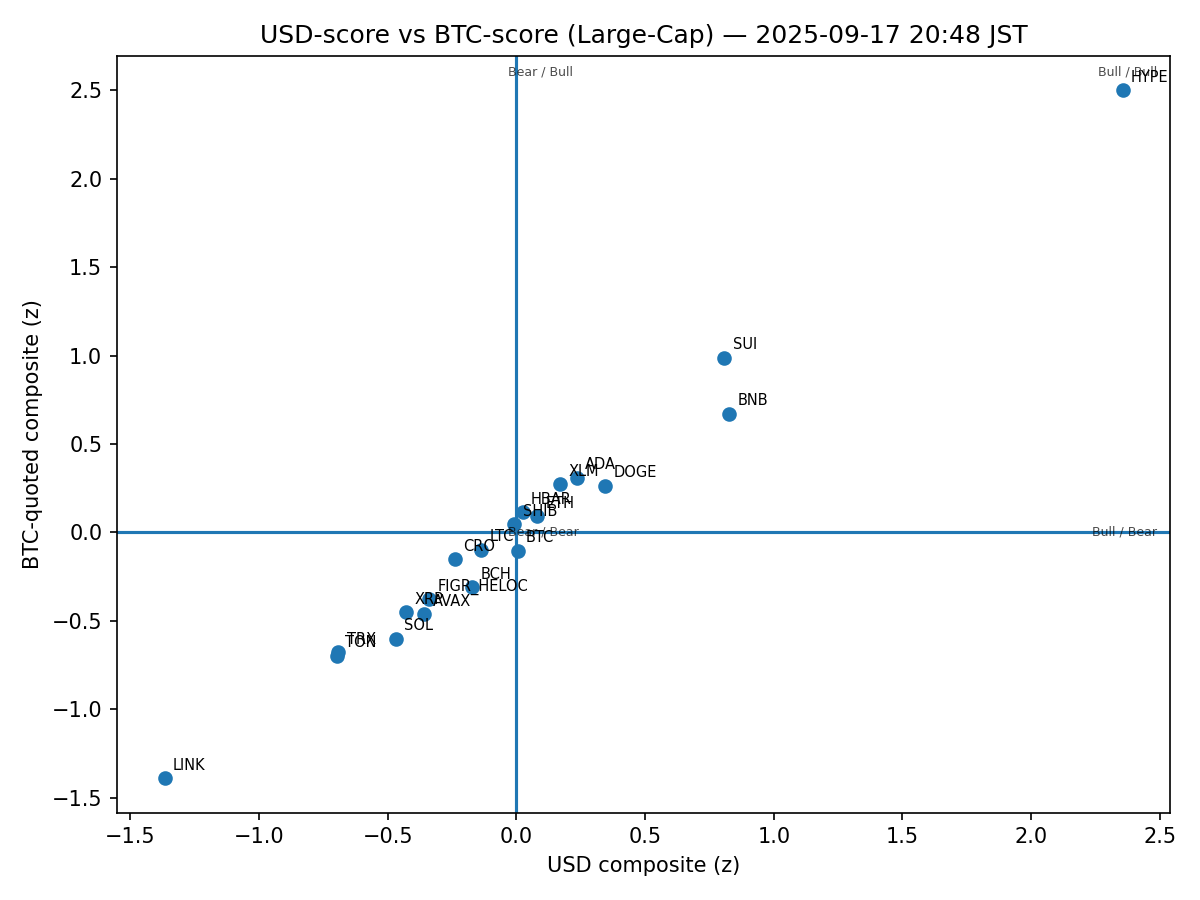 USD-score vs BTC-score (Large-Cap) — 2025-09-17 20:48 JST
Bear / Bull
Bull / Bull
HYPE
SUI
BNB
ADA
XLM
DOGE
HBAR
ETH
SHIB
Bear / Bear
Bull / Bear
LTC
BTC
CRO
BCH
FIGR_HELOC
XRP
AVAX
SOL
TRX
TON
LINK
2.5
2.0
1.5
1.0
0.5
0.0
−0.5
−1.0
−1.5
BTC-quoted composite (z)
−1.5
−1.0
−0.5
0.0
0.5
1.0
1.5
2.0
2.5
USD composite (z)